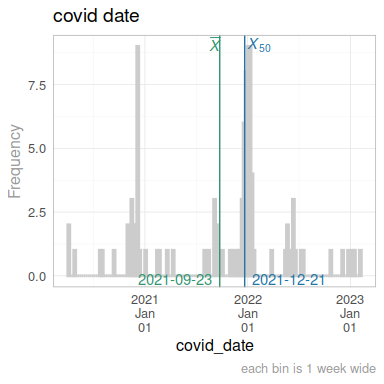 covid date
X̅ X50
7.5
5.0
2.5
0.0
Frequency
2021-09-23 2021-12-21
2021 2022 2023
Jan Jan Jan
01 01 01
covid_date
each bin is 1 week wide